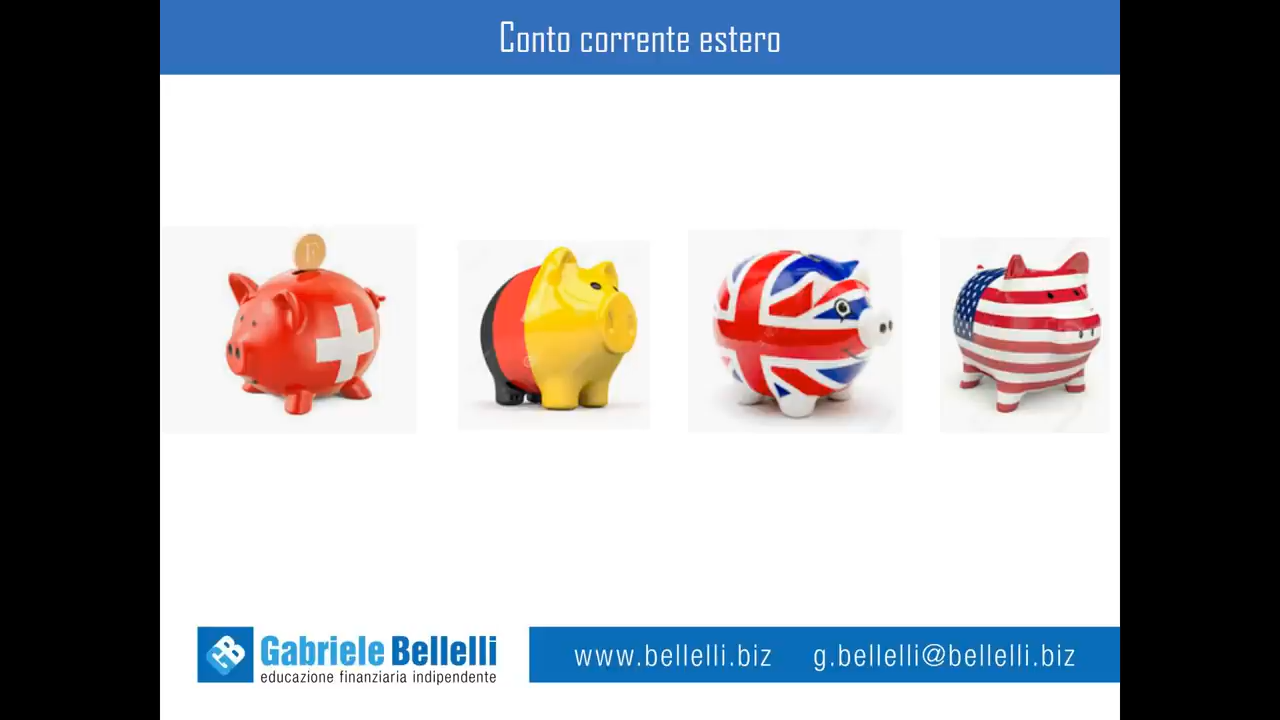 Conto corrente estero
F
Gabriele Bellelli
educazione finanziaria indipendente
www.bellelli.biz g.bellelli@bellelli.biz